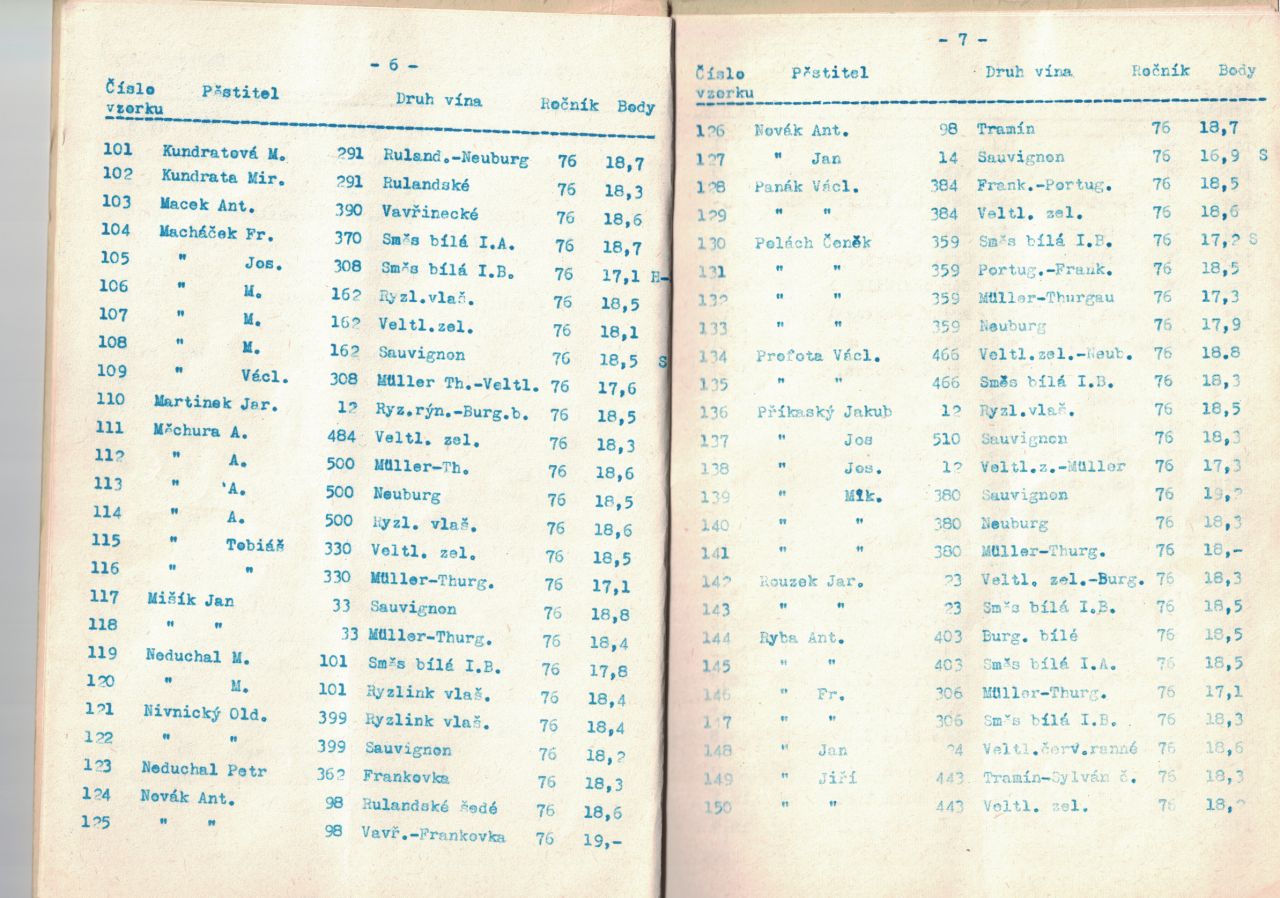 - 6 -
Číslo Pěstitel Druh vína Ročník Body
vzorku
101 Kundratová M. 291 Ruland.-Neuburg 76 18,7
102 Kundrata Mir. 291 Rulandské 76 18,3
103 Macek Ant. 390 Vavřinecké 76 18,6
104 Macháček Fr. 370 Směs bílá I.A. 76 18,7
105 " Jos. 308 Směs bílá I.B. 76 17,1 H-
106 " M. 162 Ryzl.vlaš. 76 18,5
107 " M. 162 Veltl.zel. 76 18,1
108 " M. 162 Sauvignon 76 18,5 S
109 " Václ. 308 Müller Th.-Veltl. 76 17,6
110 Martinek Jar. 12 Ryz.rýn.-Burg.b. 76 18,5
111 Měchura A. 484 Veltl. zel. 76 18,3
112 " A. 500 Müller-Th. 76 18,6
113 " A. 500 Neuburg 76 18,5
114 " A. 500 Ryzl. vlaš. 76 18,6
115 " Tobiáš 330 Veltl. zel. 76 18,5
116 " " 330 Müller-Thurg. 76 17,1
117 Mišík Jan 33 Sauvignon 76 18,8
118 " " 33 Müller-Thurg. 76 18,4
119 Neduchal M. 101 Směs bílá I.B. 76 17,8
120 " M. 101 Ryzlink vlaš. 76 18,4
121 Nivnický Old. 399 Ryzlink vlaš. 76 18,4
122 " " 399 Sauvignon 76 18,2
123 Neduchal Petr 362 Frankovka 76 18,3
124 Novák Ant. 98 Rulandské šedé 76 18,6
125 " " 98 Vavř.-Frankovka 76 19,-
- 7 -
Číslo Pěstitel Druh vína Ročník Body
vzorku
126 Novák Ant. 98 Tramín 76 18,7
127 " Jan 14 Sauvignon 76 16,9 S
128 Panák Václ. 384 Frank.-Portug. 76 18,5
129 " " 384 Veltl. zel. 76 18,6
130 Polách Čeněk 359 Směs bílá I.B. 76 17,2 S
131 " " 359 Portug.-Frank. 76 18,5
132 " " 359 Müller-Thurgau 76 17,3
133 " " 359 Neuburg 76 17,9
134 Profota Václ. 466 Veltl.zel.-Neub. 76 18.8
135 " " 466 Směs bílá I.B. 76 18,3
136 Příkaský Jakub 12 Ryzl.vlaš. 76 18,5
137 " Jos 510 Sauvignon 76 18,3
138 " Jos. 12 Veltl.z.-Müller 76 17,3
139 " Mik. 380 Sauvignon 76 19,2
140 " " 380 Neuburg 76 18,3
141 " " 380 Müller-Thurg. 76 18,-
142 Rouzek Jar. 23 Veltl. zel.-Burg. 76 18,3
143 " " 23 Směs bílá I.B. 76 18,5
144 Ryba Ant. 403 Burg. bílé 76 18,5
145 " " 403 Směs bílá I.A. 76 18,5
146 " Fr. 306 Müller-Thurg. 76 17,1
147 " " 306 Směs bílá I.B. 76 18,3
148 " Jan 24 Veltl.červ.ranné 76 18,6
149 " Jiří 443 Tramín-Sylván č. 76 18,3
150 " " 443 Veltl. zel. 76 18,2